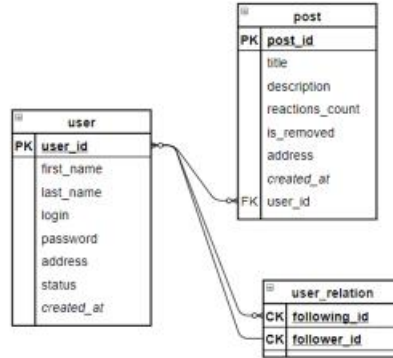 post
PK post_id
title
description
reactions_count
is_removed
address
created_at
FK user_id
user
PK user_id
first_name
last_name
login
password
address
status
created_at
user_relation
CK following_id
CK follower_id